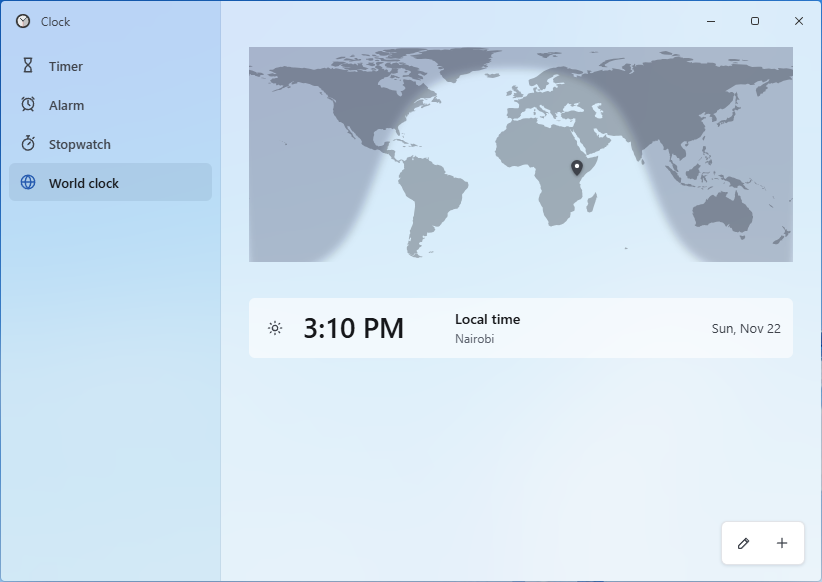 Clock
Timer
Alarm
Stopwatch
World clock
3:10 PM
Local time
Nairobi
Sun, Nov 22